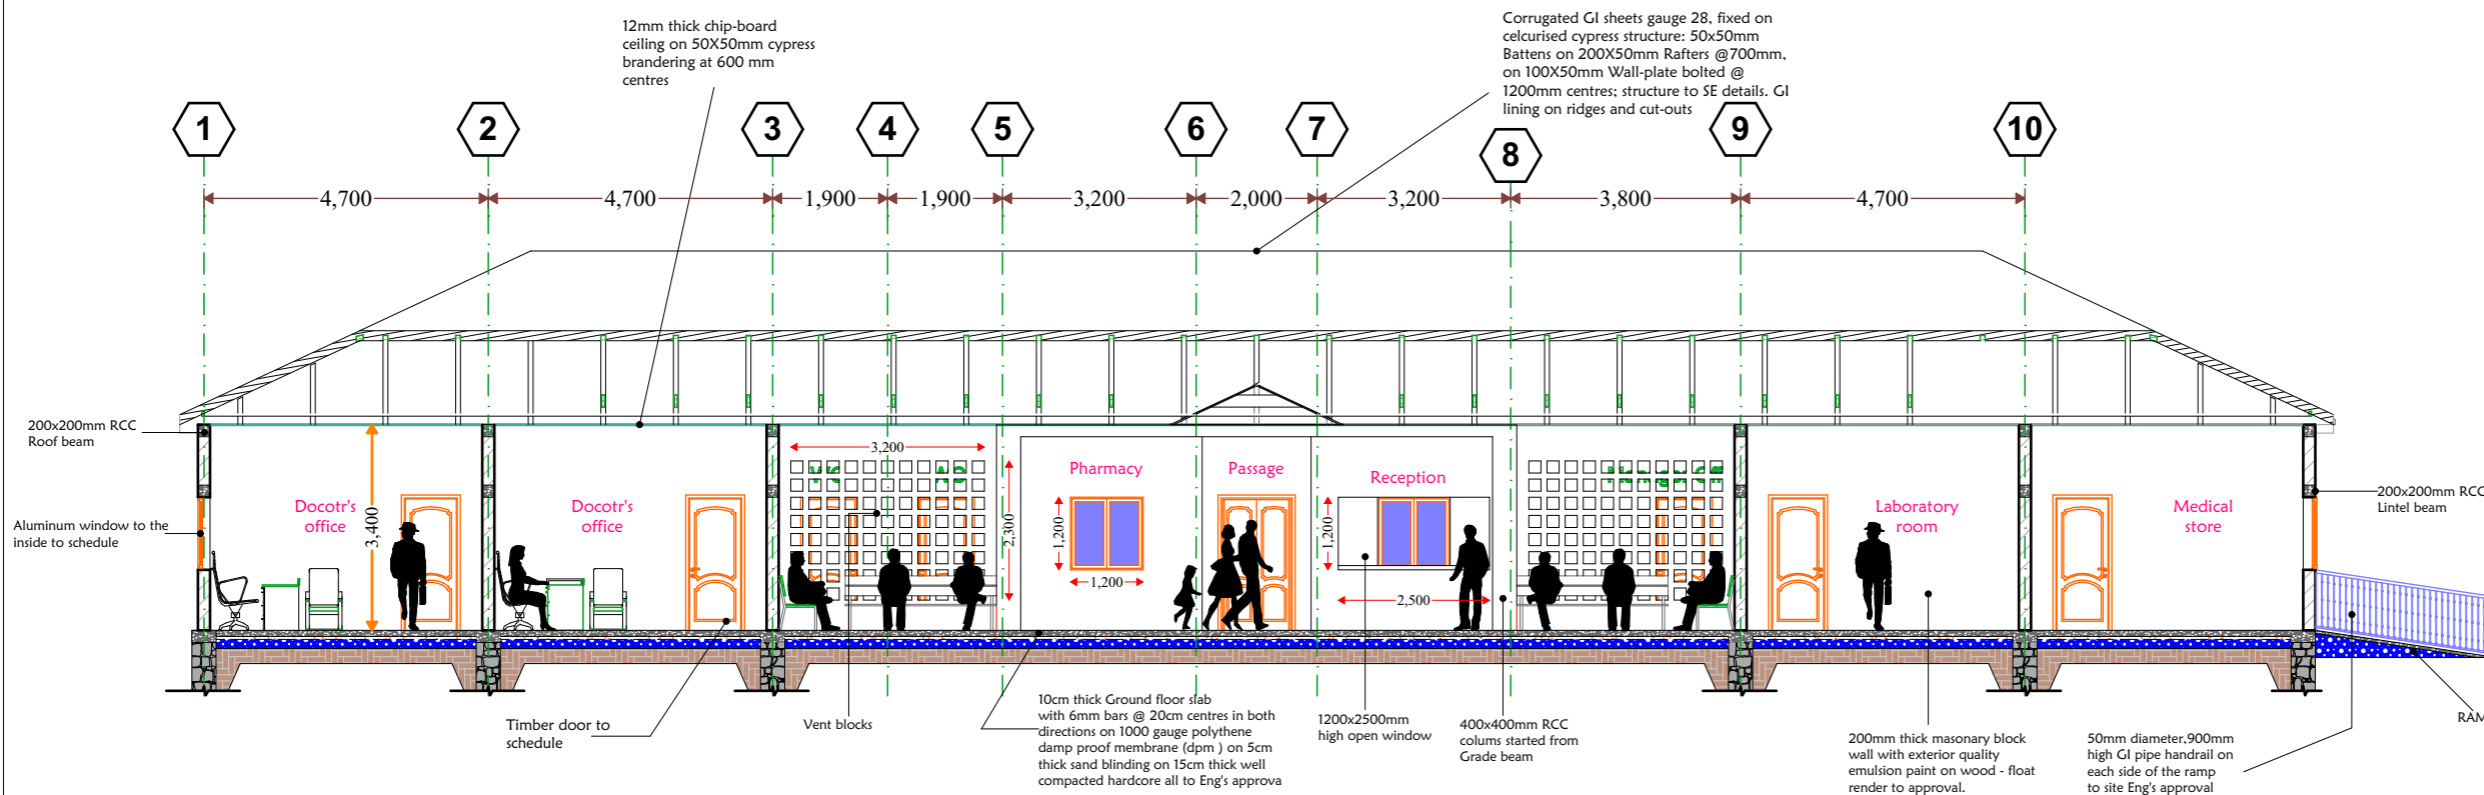 12mm thick chip-board
ceiling on 50X50mm cypress
brandering at 600 mm
centres
Corrugated GI sheets gauge 28, fixed on
celcurised cypress structure: 50x50mm
Battens on 200X50mm Rafters @700mm,
on 100X50mm Wall-plate bolted @
1200mm centres; structure to SE details. GI
lining on ridges and cut-outs
1
2
3
4
5
6
7
8
9
10
4,700
4,700
1,900
1,900
3,200
2,000
3,200
3,800
4,700
200x200mm RCC
Roof beam
Aluminum window to the
inside to schedule
Docotr's
office
3,400
Docotr's
office
3,200
2,300
Pharmacy
1,200
1,200
Passage
Reception
1,200
2,500
Laboratory
room
Medical
store
200x200mm RCC
Lintel beam
Timber door to
schedule
Vent blocks
10cm thick Ground floor slab
with 6mm bars @ 20cm centres in both
directions on 1000 gauge polythene
damp proof membrane (dpm ) on 5cm
thick sand blinding on 15cm thick well
compacted hardcore all to Eng's approva
1200x2500mm
high open window
400x400mm RCC
colums started from
Grade beam
200mm thick masonary block
wall with exterior quality
emulsion paint on wood - float
render to approval.
50mm diameter,900mm
high GI pipe handrail on
each side of the ramp
to site Eng's approval
RAM